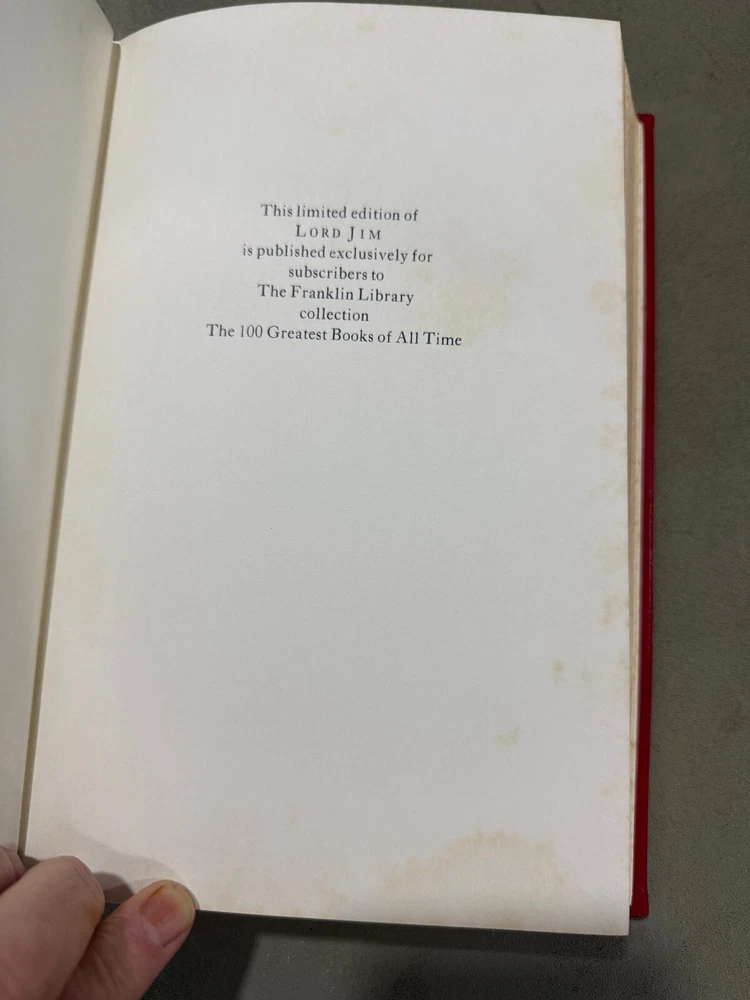 This limited edition of
LORD JIM
is published exclusively for
subscribers to
The Franklin Library
collection
The 100 Greatest Books of All Time